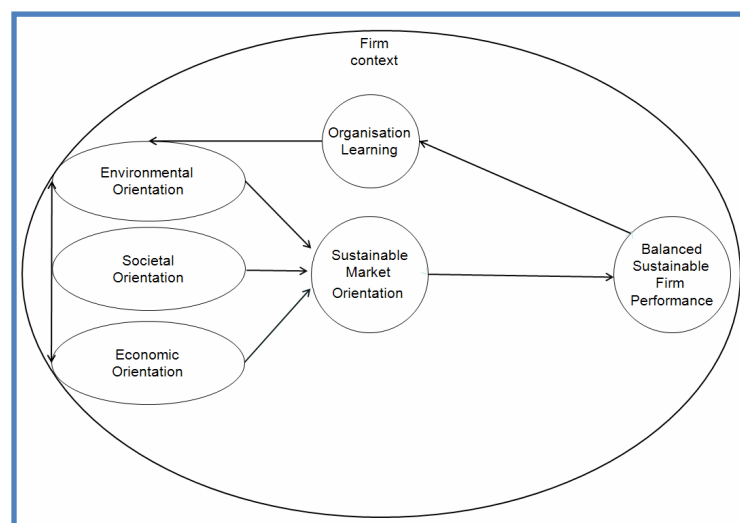 Firm
context
Organisation
Learning
Environmental
Orientation
Societal
Orientation
Sustainable
Market
Orientation
Balanced
Sustainable
Firm
Performance
Economic
Orientation